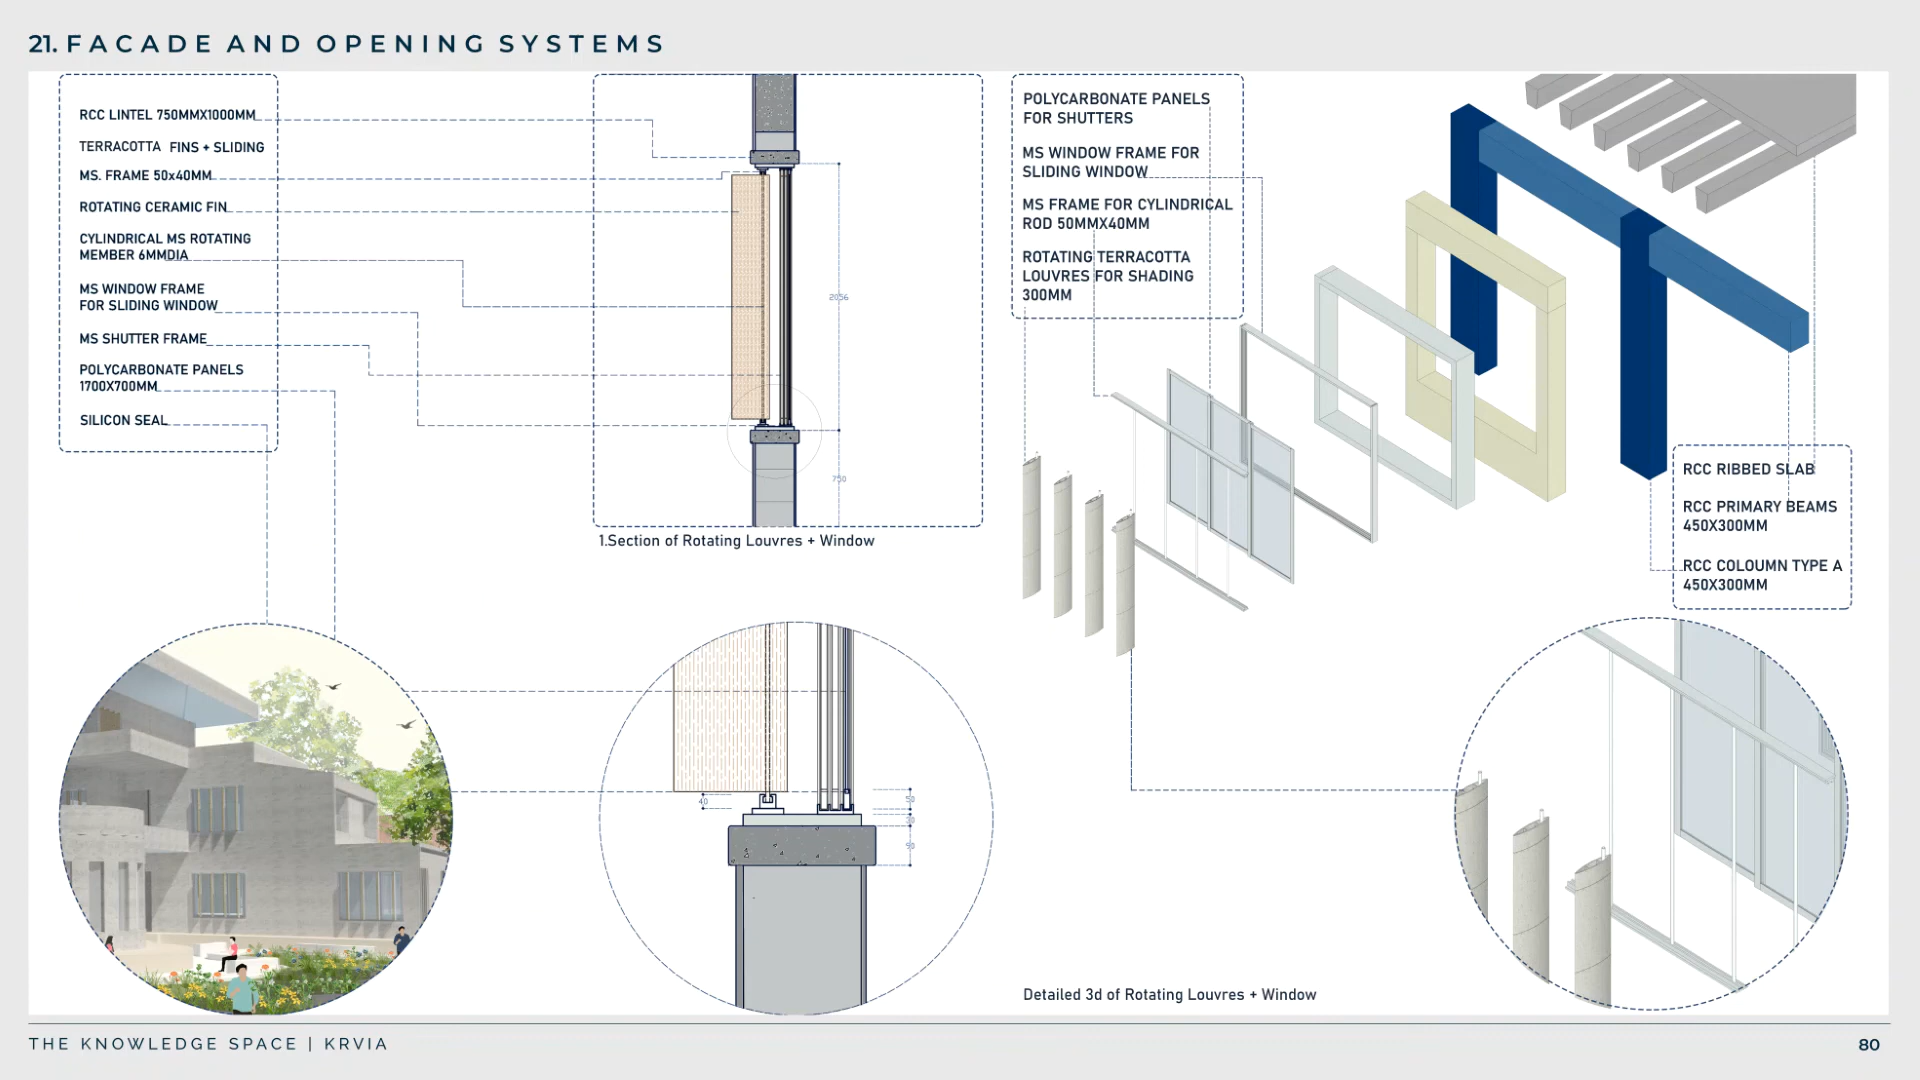 21. FACADE AND OPENING SYSTEMS
RCC LINTEL 750MMX1000MM
TERRACOTTA FINS + SLIDING
MS. FRAME 50x40MM
ROTATING CERAMIC FIN
CYLINDRICAL MS ROTATING
MEMBER 6MMDIA
MS WINDOW FRAME
FOR SLIDING WINDOW
MS SHUTTER FRAME
POLYCARBONATE PANELS
1700X700MM
SILICON SEAL
2056
750
1.Section of Rotating Louvres + Window
POLYCARBONATE PANELS
FOR SHUTTERS
MS WINDOW FRAME FOR
SLIDING WINDOW
MS FRAME FOR CYLINDRICAL
ROD 50MMX40MM
ROTATING TERRACOTTA
LOUVRES FOR SHADING
300MM
RCC RIBBED SLAB
RCC PRIMARY BEAMS
450X300MM
RCC COLOUMN TYPE A
450X300MM
40
90
Detailed 3d of Rotating Louvres + Window
THE KNOWLEDGE SPACE | KRVIA
80